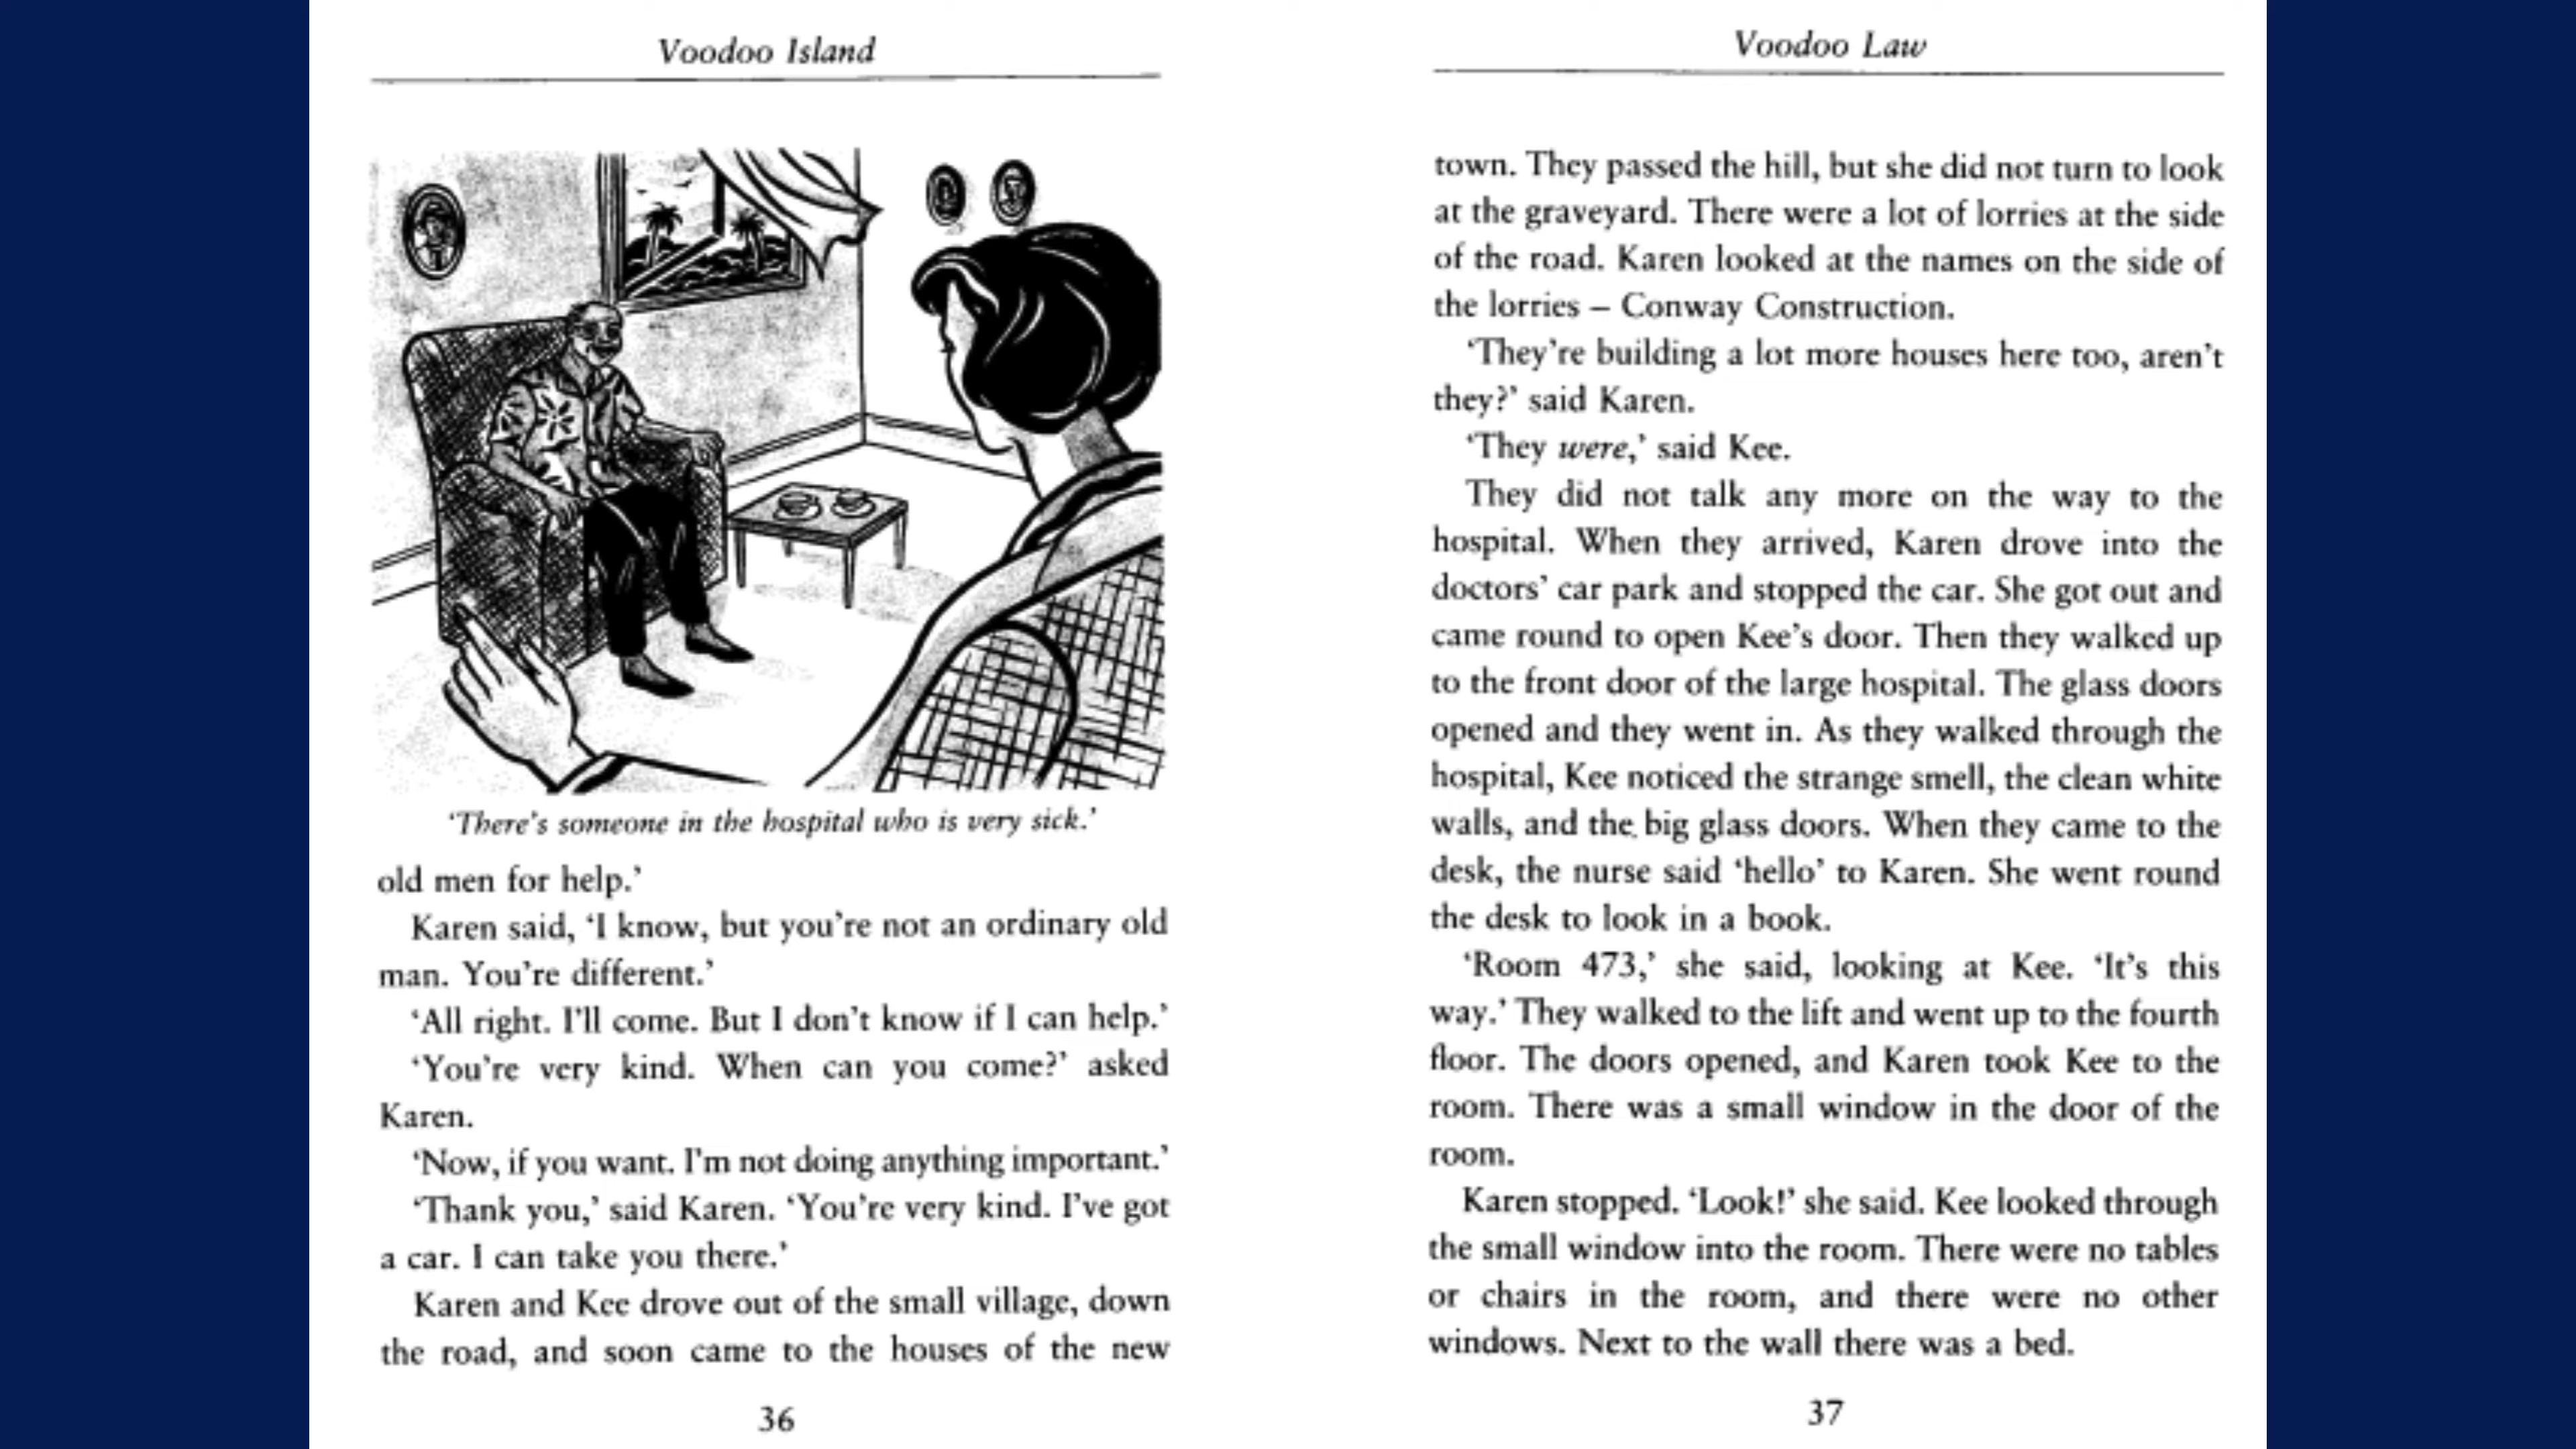 Voodoo Island
'There's someone in the hospital who is very sick.'
old men for help.'
Karen said, 'I know, but you're not an ordinary old
man. You're different.'
'All right. I'll come. But I don't know if I can help.'
'You're very kind. When can you come?' asked
Karen.
'Now, if you want. I'm not doing anything important.'
'Thank you,' said Karen. 'You're very kind. I've got
a car. I can take you there.'
Karen and Kee drove out of the small village, down
the road, and soon came to the houses of the new
36
Voodoo Law
town. They passed the hill, but she did not turn to look
at the graveyard. There were a lot of lorries at the side
of the road. Karen looked at the names on the side of
the lorries – Conway Construction.
'They're building a lot more houses here too, aren't
they?' said Karen.
'They were,' said Kee.
They did not talk any more on the way to the
hospital. When they arrived, Karen drove into the
doctors' car park and stopped the car. She got out and
came round to open Kee's door. Then they walked up
to the front door of the large hospital. The glass doors
opened and they went in. As they walked through the
hospital, Kee noticed the strange smell, the clean white
walls, and the big glass doors. When they came to the
desk, the nurse said 'hello' to Karen. She went round
the desk to look in a book.
'Room 473,' she said, looking at Kee. 'It's this
way.' They walked to the lift and went up to the fourth
floor. The doors opened, and Karen took Kee to the
room. There was a small window in the door of the
room.
Karen stopped. 'Look!' she said. Kee looked through
the small window into the room. There were no tables
or chairs in the room, and there were no other
windows. Next to the wall there was a bed.
37